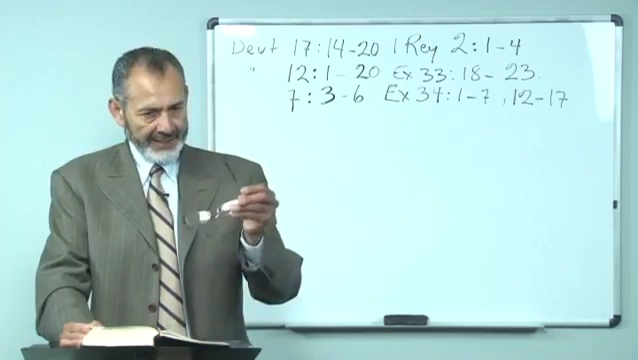 Deut 17:14-20 1 Rey 2:1-4
" 12:1-20 Ex 33:18-23.
7:3-6 Ex 34:1-7, 12-17